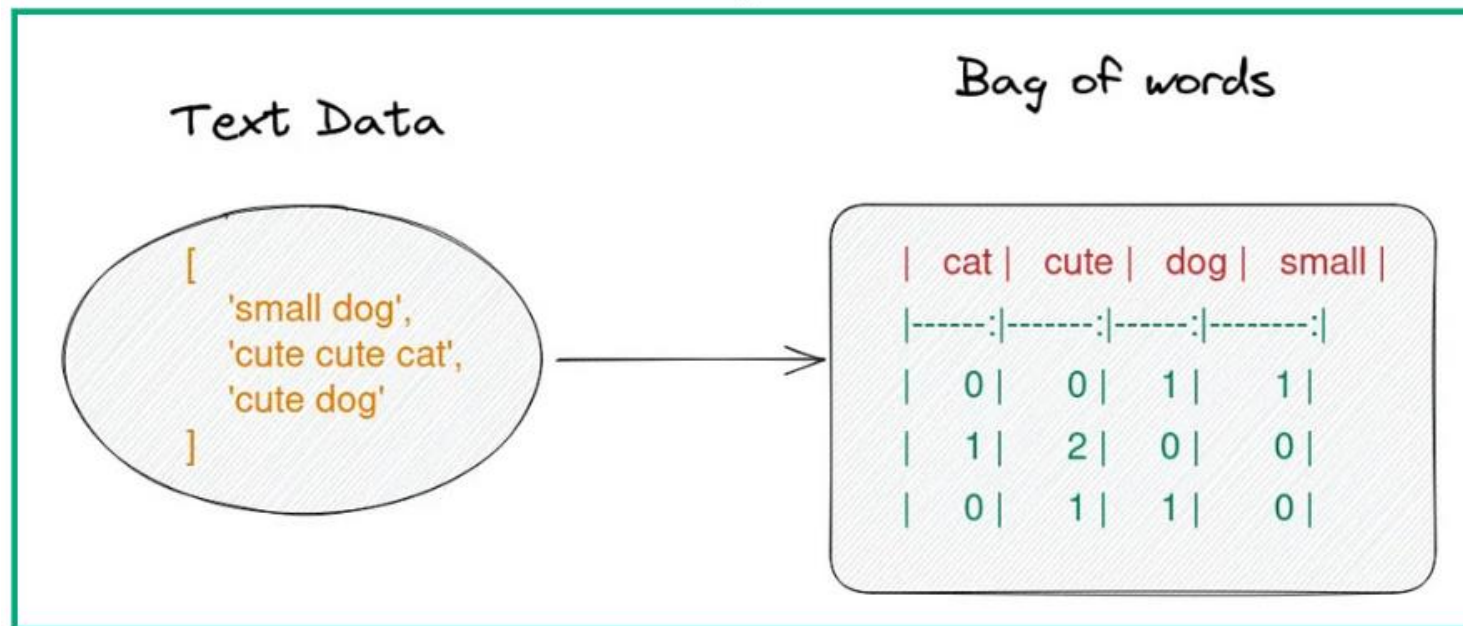 Text Data
[
'small dog',
'cute cute cat',
'cute dog'
]
Bag of words
| cat | cute | dog | small |
|------:|-------:|------:|--------:|
| 0 | 0 | 1 | 1 |
| 1 | 2 | 0 | 0 |
| 0 | 1 | 1 | 0 |